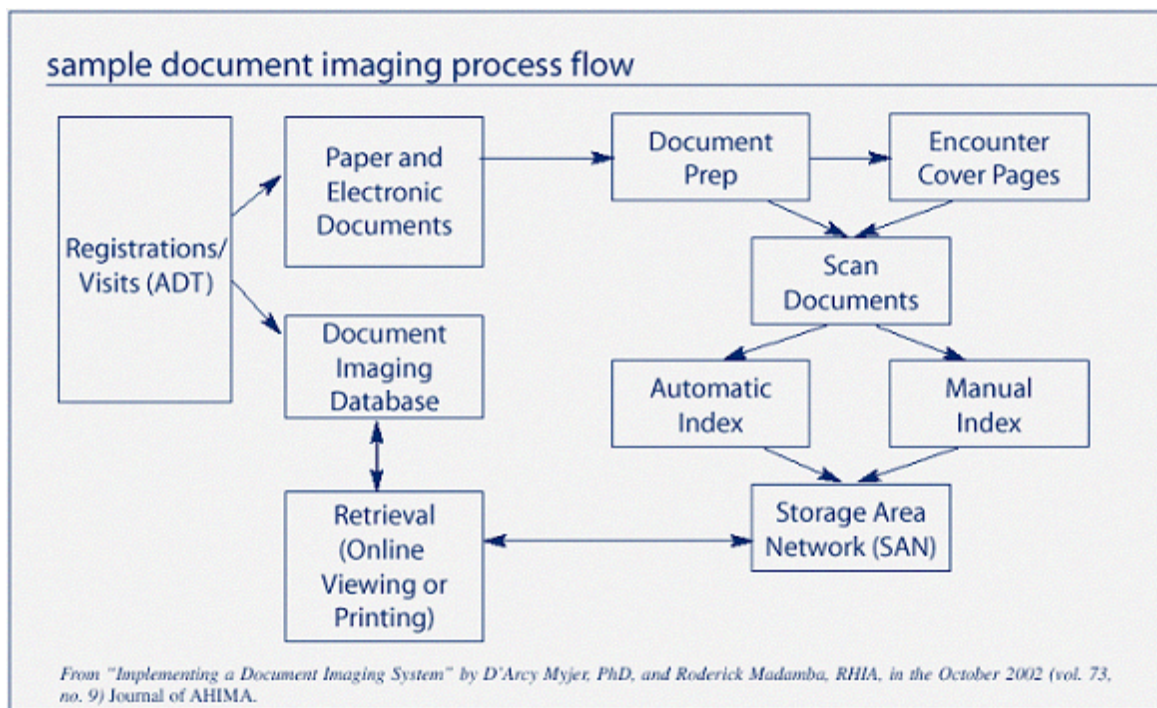 sample document imaging process flow
Registrations/
Visits (ADT)
Paper and
Electronic
Documents
Document
Prep
Encounter
Cover Pages
Scan
Documents
Document
Imaging
Database
Automatic
Index
Manual
Index
Retrieval
(Online
Viewing or
Printing)
Storage Area
Network (SAN)
From "Implementing a Document Imaging System" by D'Arcy Myjer, PhD, and Roderick Madamba, RHIA, in the October 2002 (vol. 73,
no. 9) Journal of AHIMA.